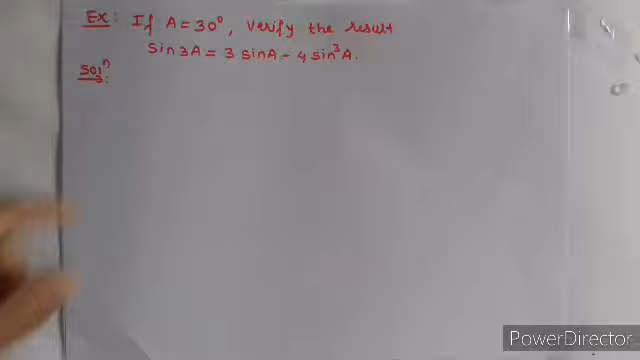 Ex: If A = 30°, Verify the result
Sin 3A = 3 sinA - 4 sin³A.
Solⁿ:
PowerDirector